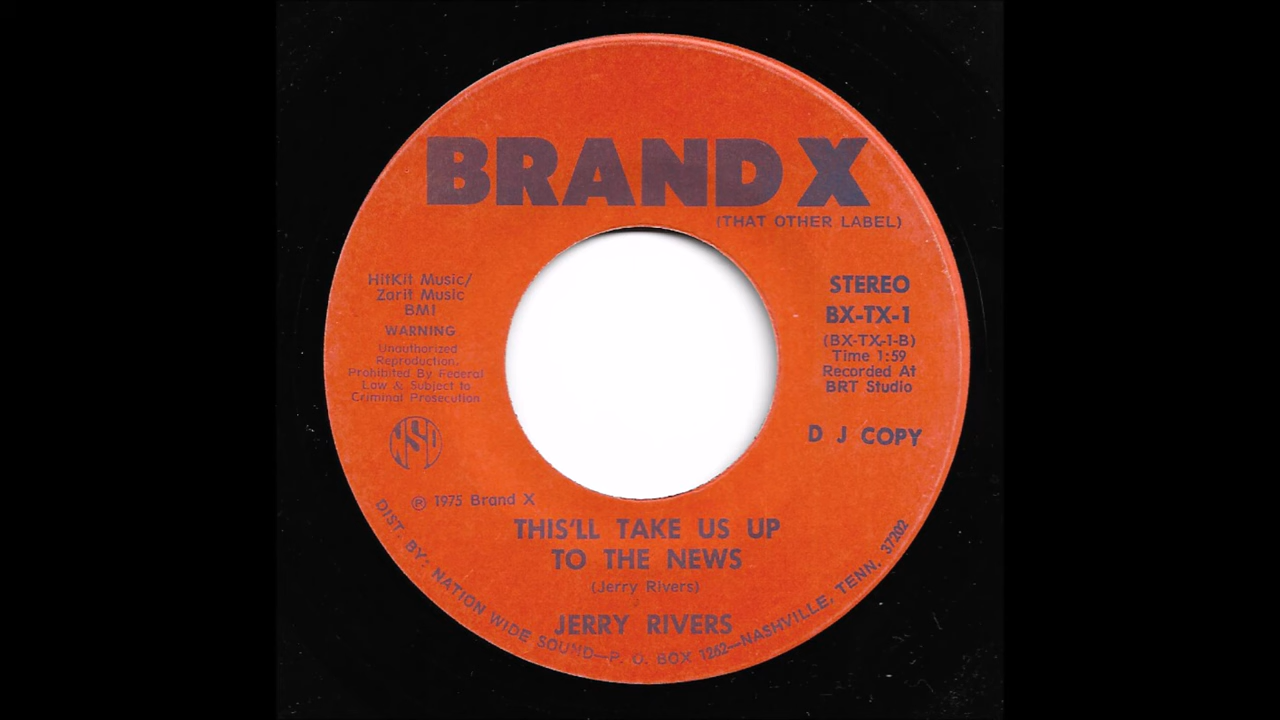 BRAND X
(THAT OTHER LABEL)
HitKit Music/
Zarit Music
BMI
WARNING
Unauthorized
Reproduction.
Prohibited By Federal
Law & Subject to
Criminal Prosecution
NSD
STEREO
BX-TX-1
(BX-TX-1-B)
Time 1:59
Recorded At
BRT Studio
D J COPY
℗ 1975 Brand X
THIS'LL TAKE US UP
TO THE NEWS
(Jerry Rivers)
JERRY RIVERS
DIST. BY: NATION WIDE SOUND—P. O. BOX 1262—NASHVILLE, TENN. 37202